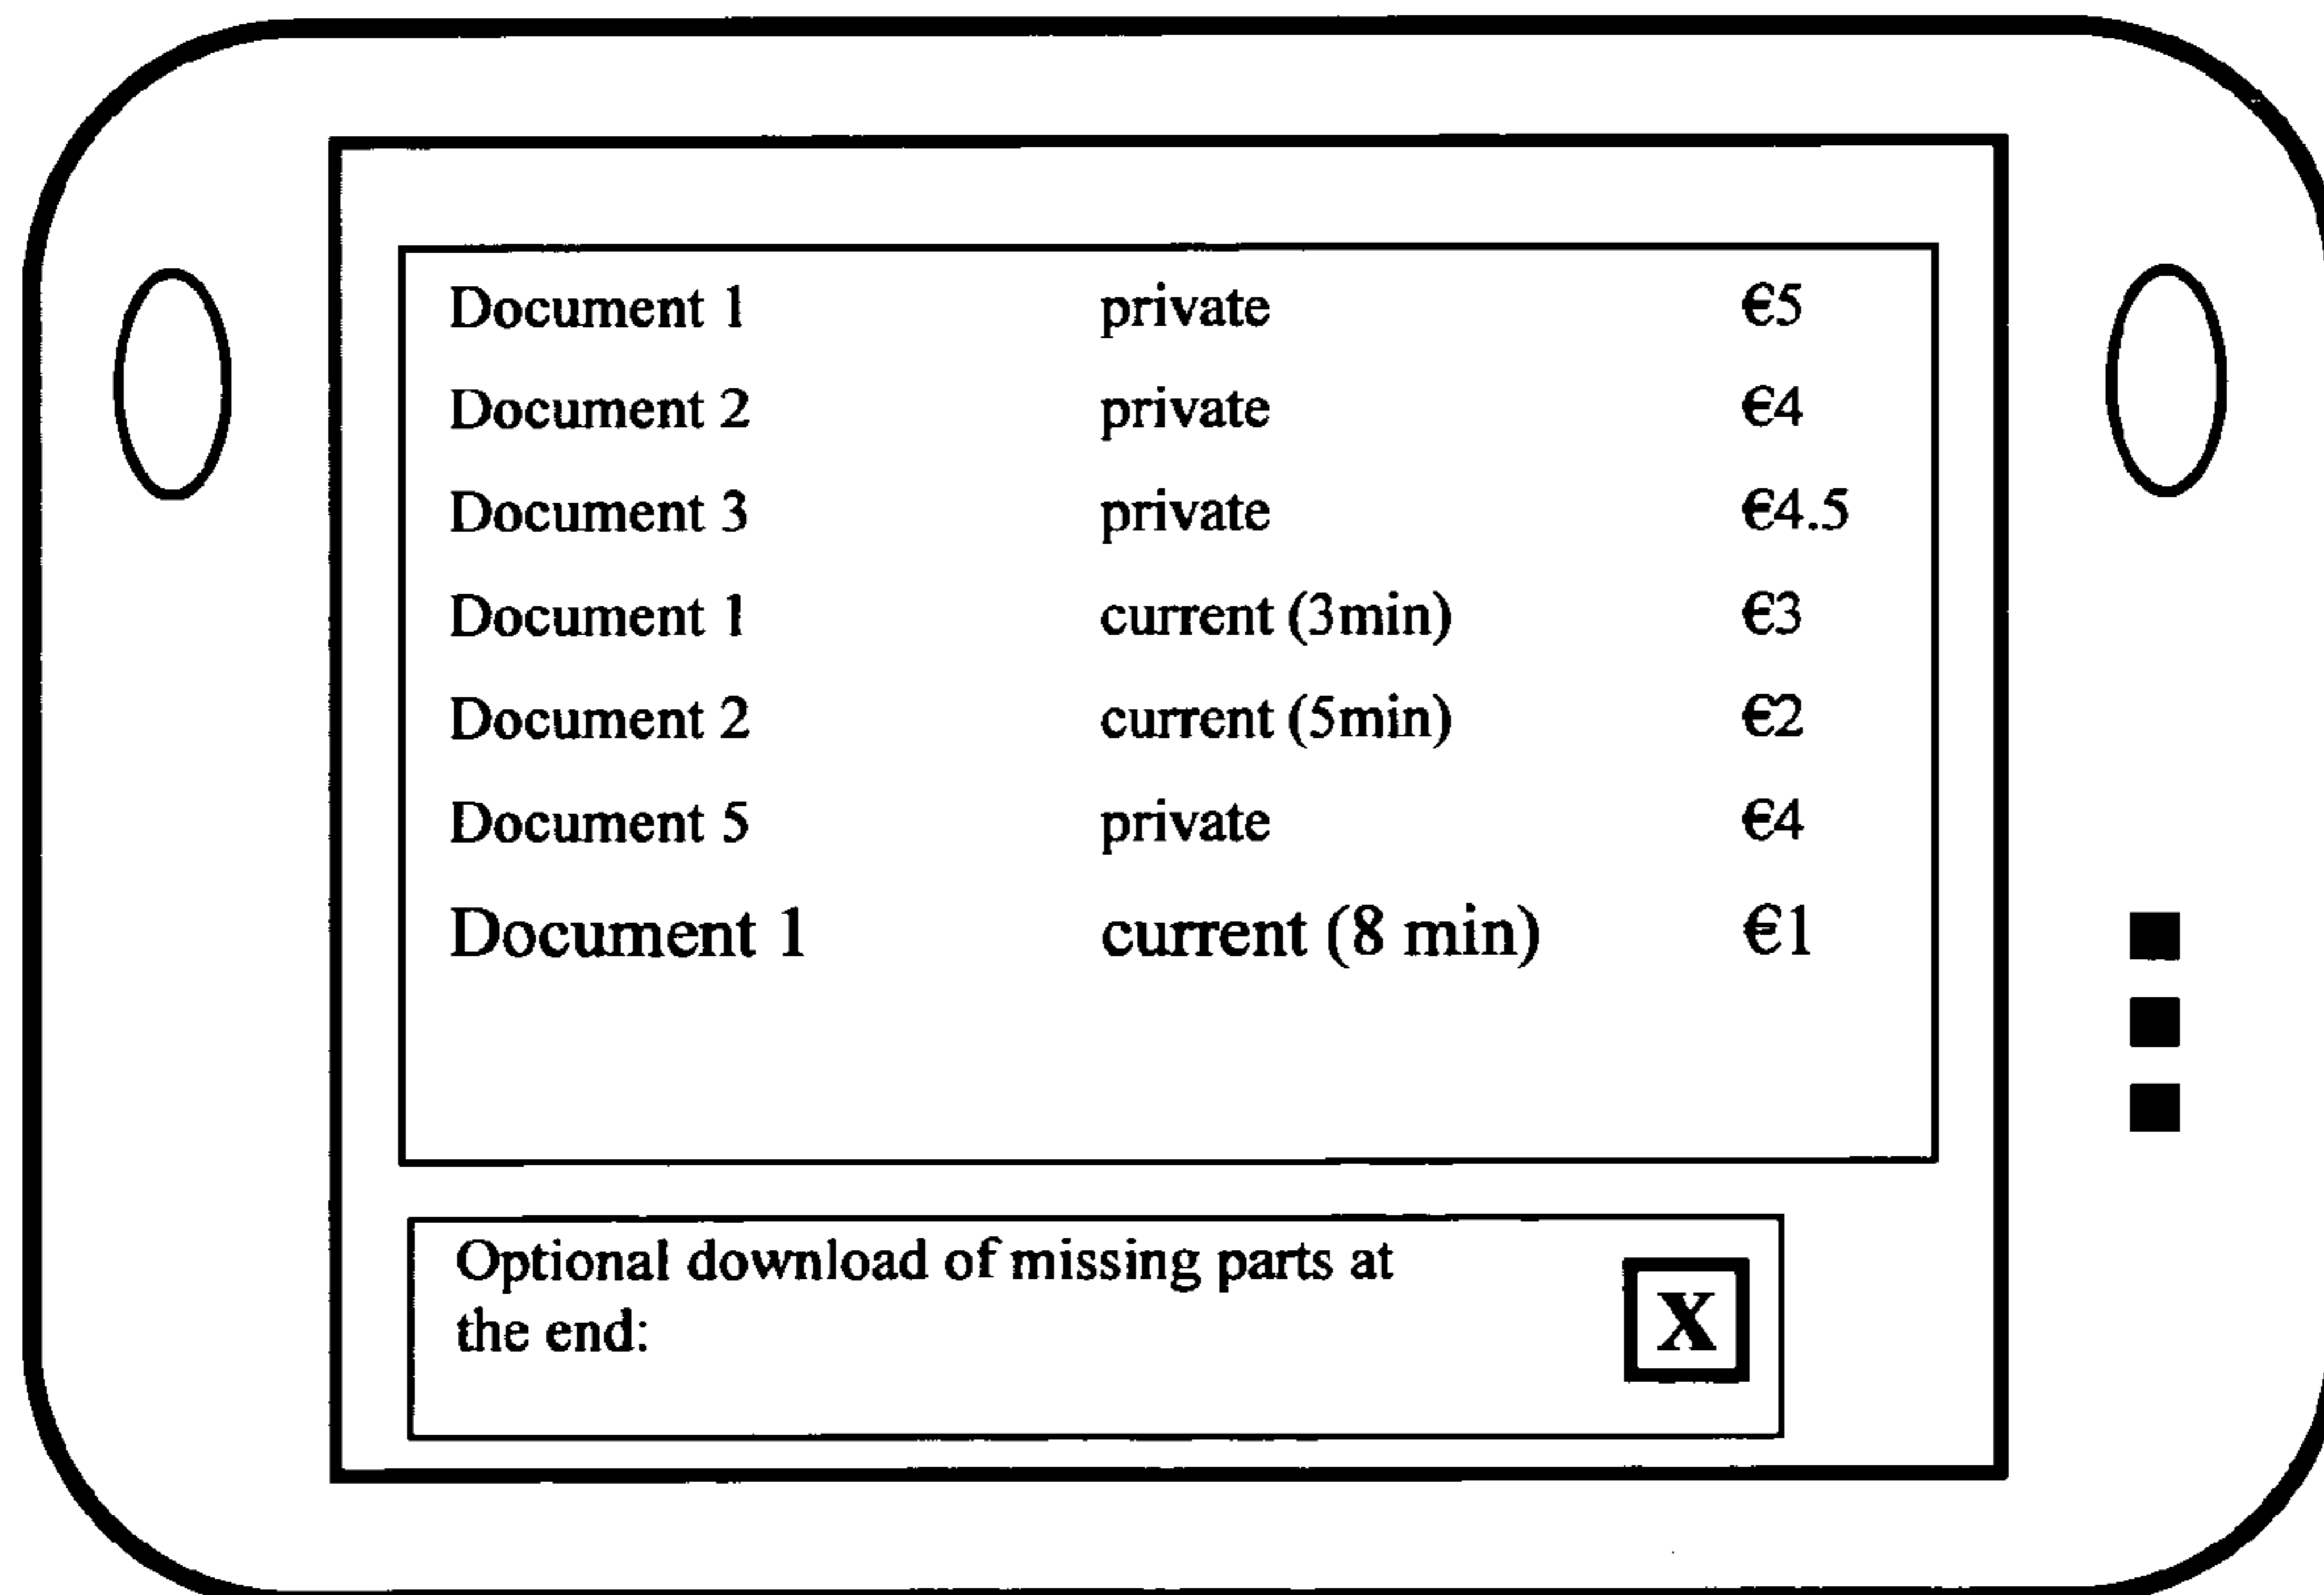 Document 1 private €5
Document 2 private €4
Document 3 private €4.5
Document 1 current (3min) €3
Document 2 current (5min) €2
Document 5 private €4
Document 1 current (8 min) €1
Optional download of missing parts at
the end:
X